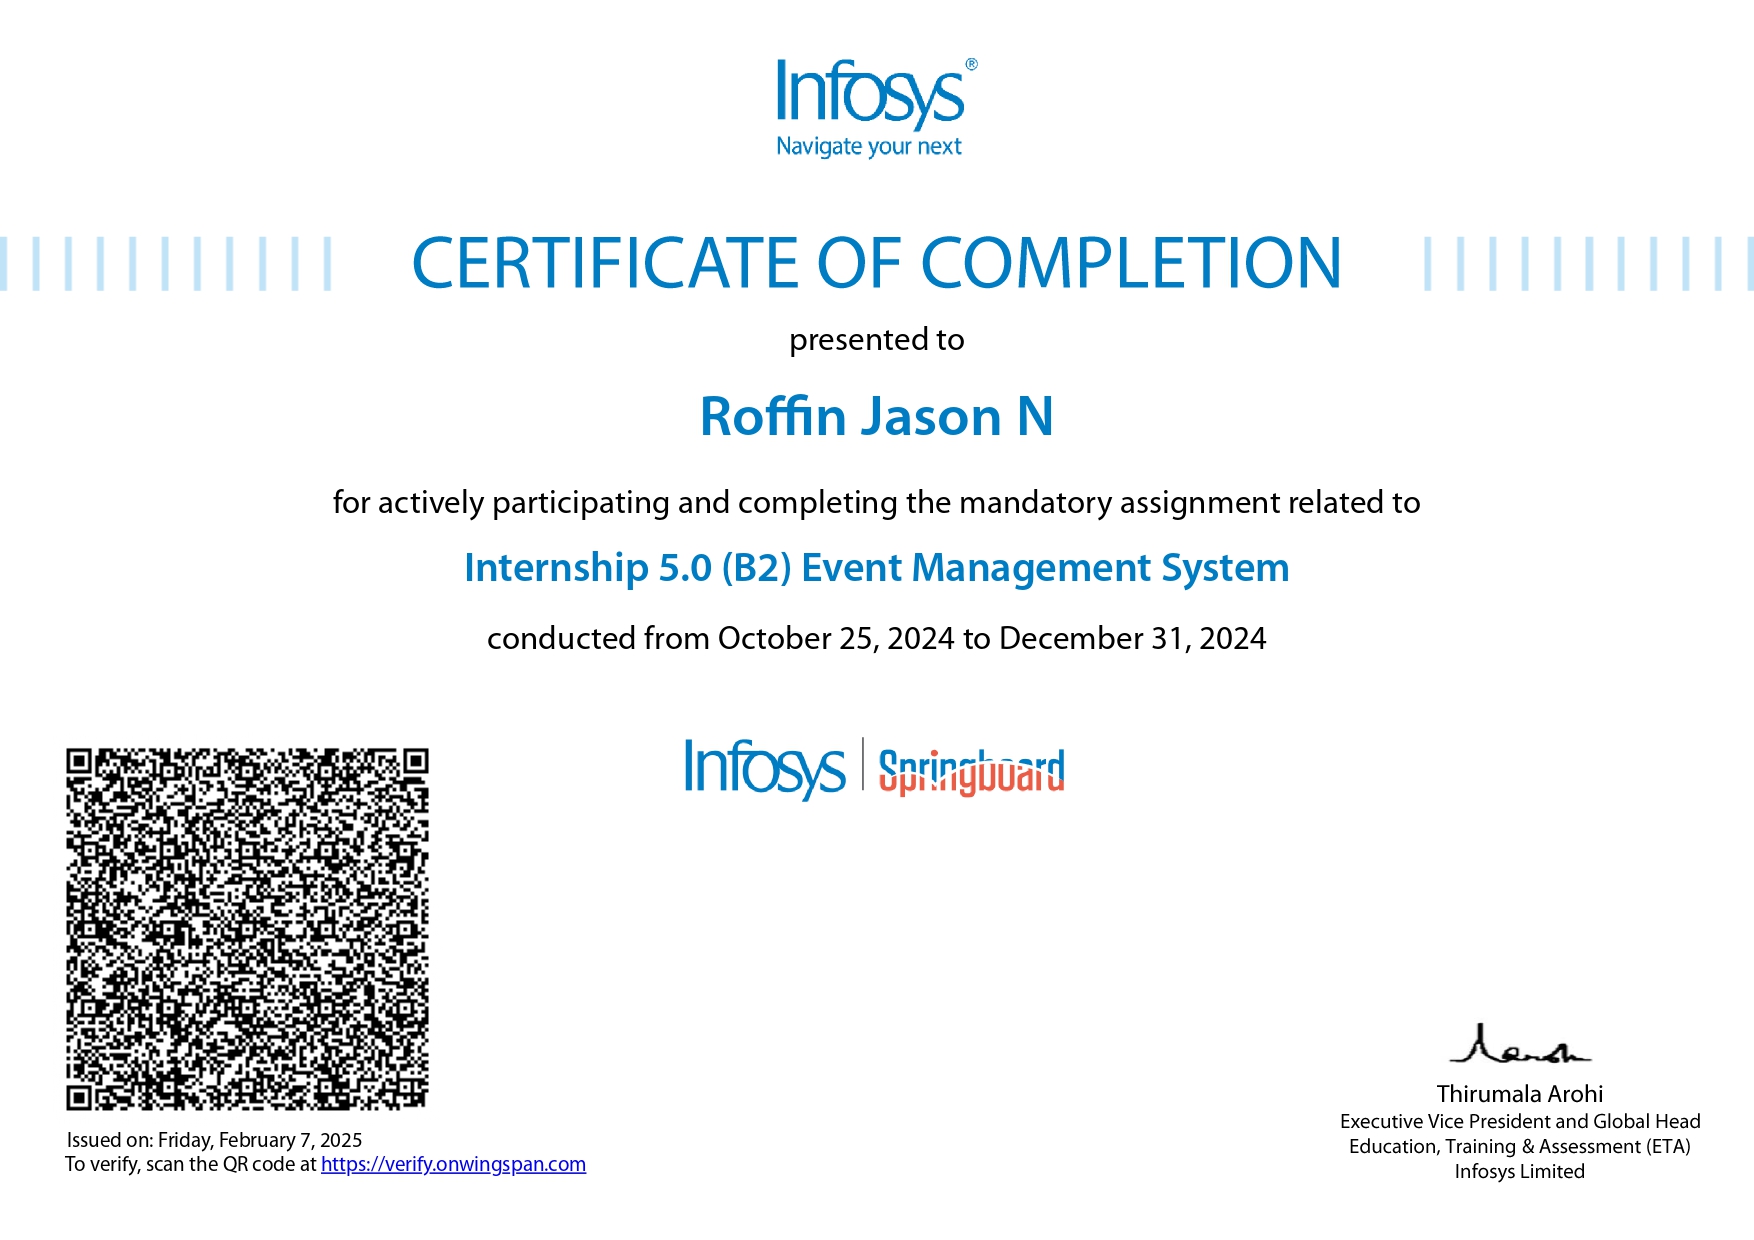 Infosys®
Navigate your next
CERTIFICATE OF COMPLETION
presented to
Roffin Jason N
for actively participating and completing the mandatory assignment related to
Internship 5.0 (B2) Event Management System
conducted from October 25, 2024 to December 31, 2024
Infosys | Springboard
Issued on: Friday, February 7, 2025
To verify, scan the QR code at https://verify.onwingspan.com
Thirumala Arohi
Executive Vice President and Global Head
Education, Training & Assessment (ETA)
Infosys Limited